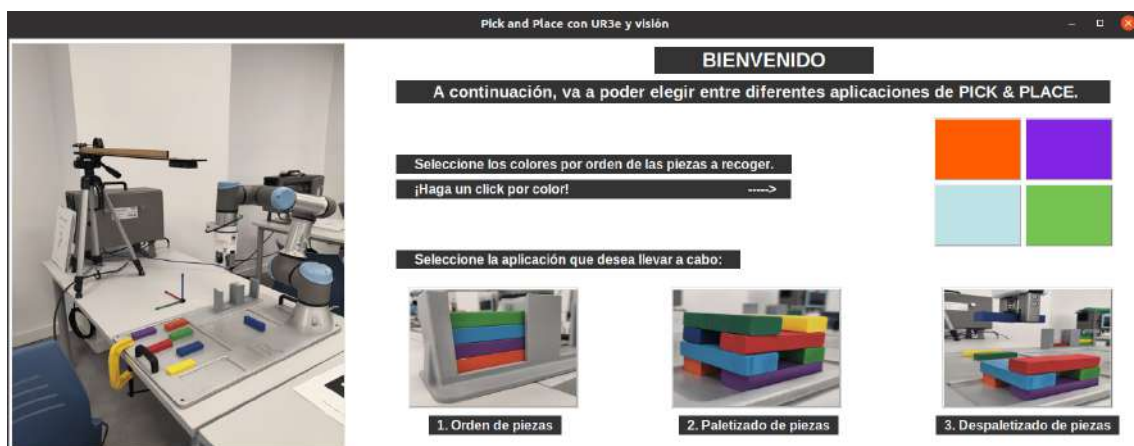 Pick and Place con UR3e y visión
BIENVENIDO
A continuación, va a poder elegir entre diferentes aplicaciones de PICK & PLACE.
Seleccione los colores por orden de las piezas a recoger.
¡Haga un click por color! ----->
Seleccione la aplicación que desea llevar a cabo:
1. Orden de piezas
2. Paletizado de piezas
3. Despaletizado de piezas